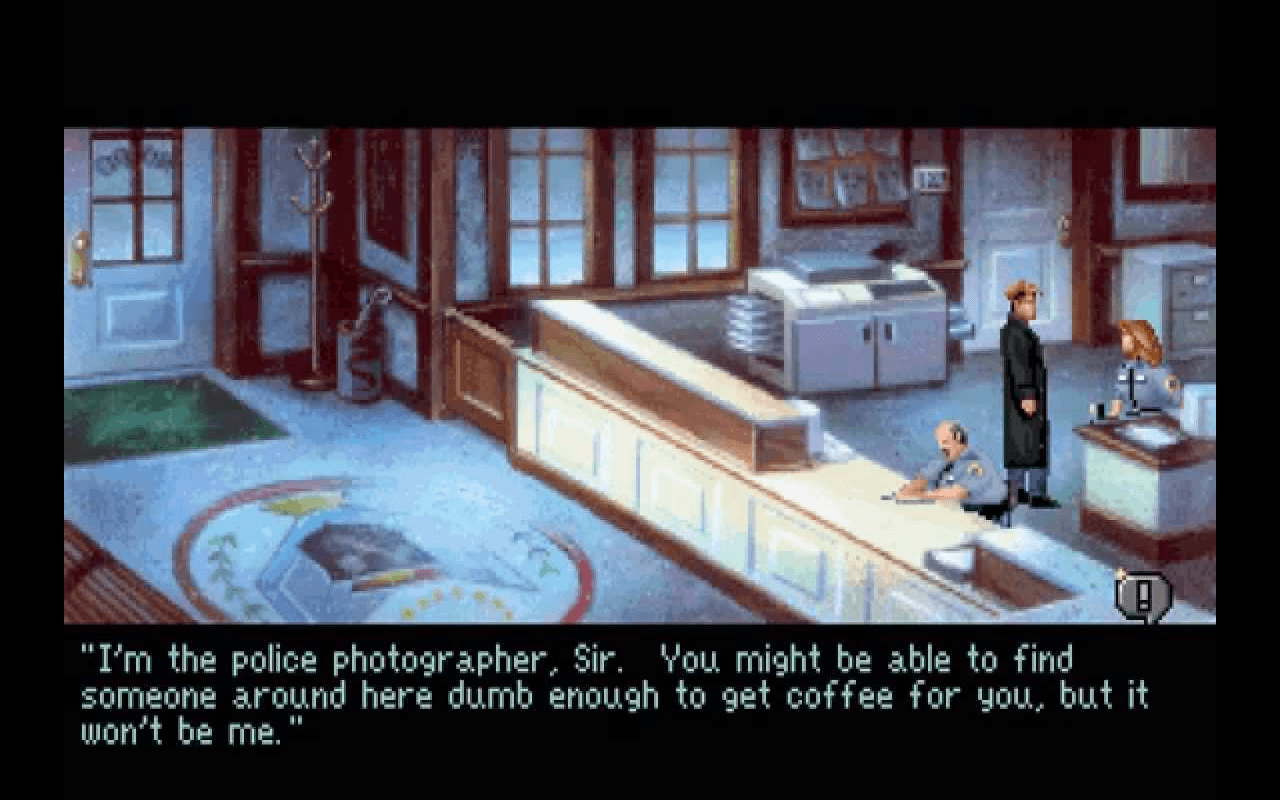 "I'm the police photographer, Sir.  You might be able to find
someone around here dumb enough to get coffee for you, but it
won't be me."